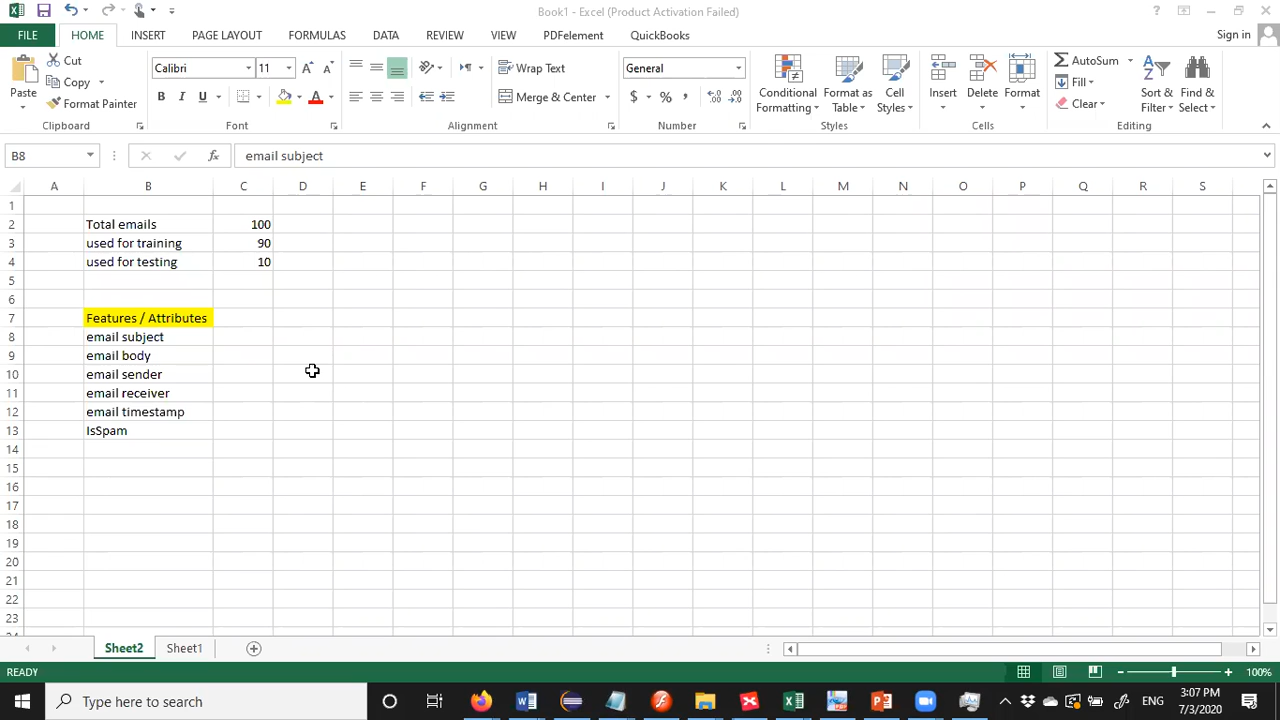 Book1 - Excel (Product Activation Failed)
FILE HOME INSERT PAGE LAYOUT FORMULAS DATA REVIEW VIEW PDFelement QuickBooks Sign in
Paste Cut Copy Format Painter
Calibri 11
B I U A
Wrap Text
Merge & Center
General
$ % ,
Conditional Formatting
Format as Table
Cell Styles
Insert Delete Format
AutoSum
Fill
Clear
Sort & Filter
Find & Select
Clipboard Font Alignment Number Styles Cells Editing
B8 fx email subject
A B C D E F G H I J K L M N O P Q R S
1
2 Total emails 100
3 used for training 90
4 used for testing 10
5
6
7 Features / Attributes
8 email subject
9 email body
10 email sender
11 email receiver
12 email timestamp
13 IsSpam
14
15
16
17
18
19
20
21
22
23
Sheet2 Sheet1
READY 100%
Type here to search
ENG
3:07 PM
7/3/2020